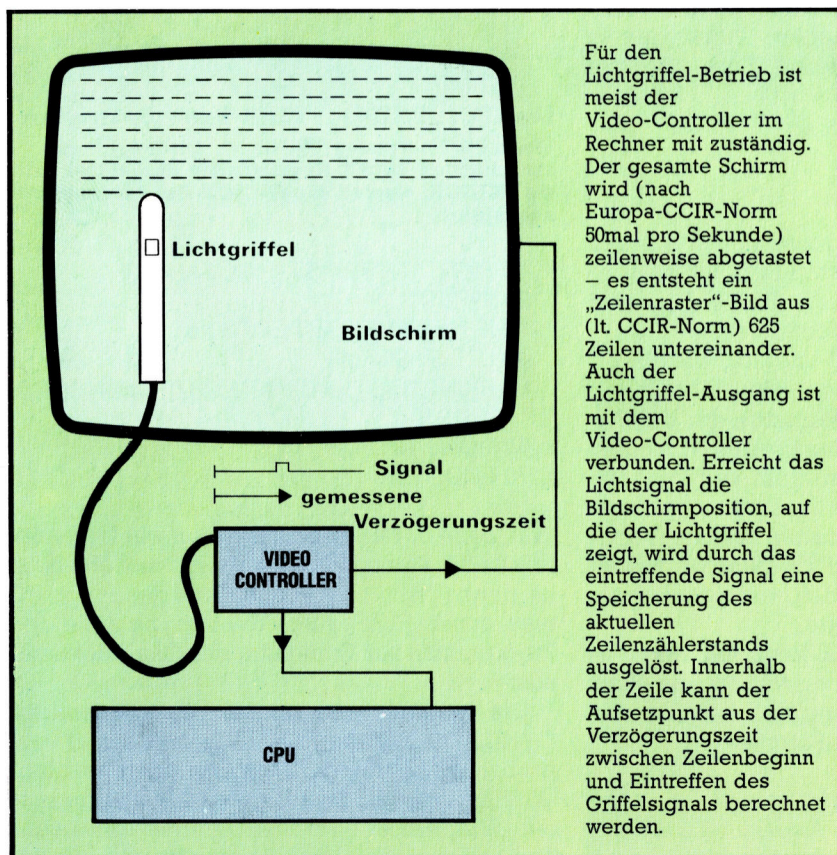 Lichtgriffel
Bildschirm
Signal
gemessene
Verzögerungszeit
VIDEO
CONTROLLER
CPU
Für den
Lichtgriffel-Betrieb ist
meist der
Video-Controller im
Rechner mit zuständig.
Der gesamte Schirm
wird (nach
Europa-CCIR-Norm
50mal pro Sekunde)
zeilenweise abgetastet
– es entsteht ein
„Zeilenraster“-Bild aus
(lt. CCIR-Norm) 625
Zeilen untereinander.
Auch der
Lichtgriffel-Ausgang ist
mit dem
Video-Controller
verbunden. Erreicht das
Lichtsignal die
Bildschirmposition, auf
die der Lichtgriffel
zeigt, wird durch das
eintreffende Signal eine
Speicherung des
aktuellen
Zeilenzählerstands
ausgelöst. Innerhalb
der Zeile kann der
Aufsetzpunkt aus der
Verzögerungszeit
zwischen Zeilenbeginn
und Eintreffen des
Griffelsignals berechnet
werden.